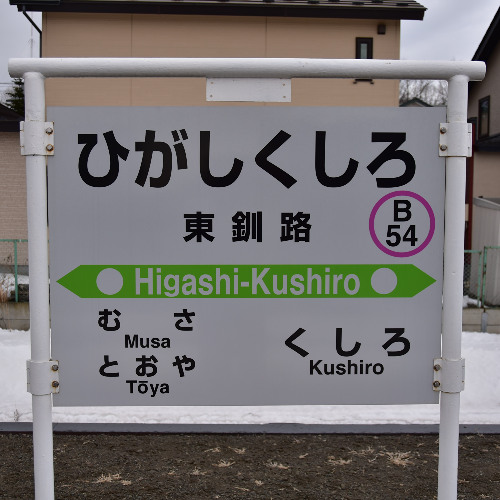 ひがしくしろ
東釧路
B
54
Higashi-Kushiro
むさ
Musa
とおや
Tōya
くしろ
Kushiro